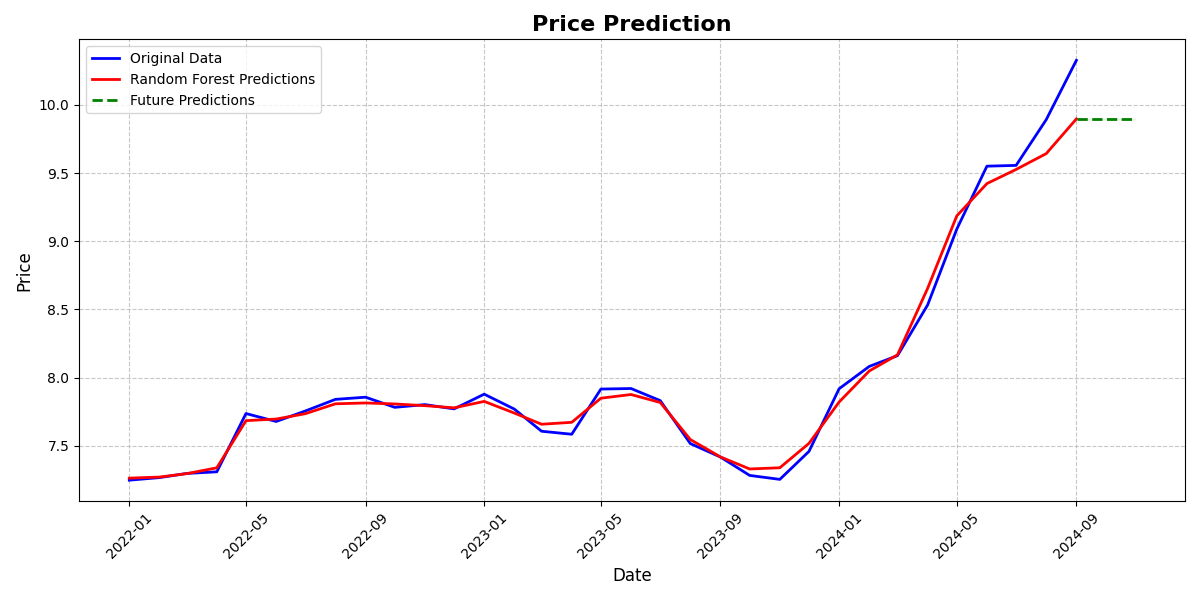 Price Prediction
Original Data
Random Forest Predictions
Future Predictions
Price
10.0
9.5
9.0
8.5
8.0
7.5
2022-01
2022-05
2022-09
2023-01
2023-05
2023-09
2024-01
2024-05
2024-09
Date